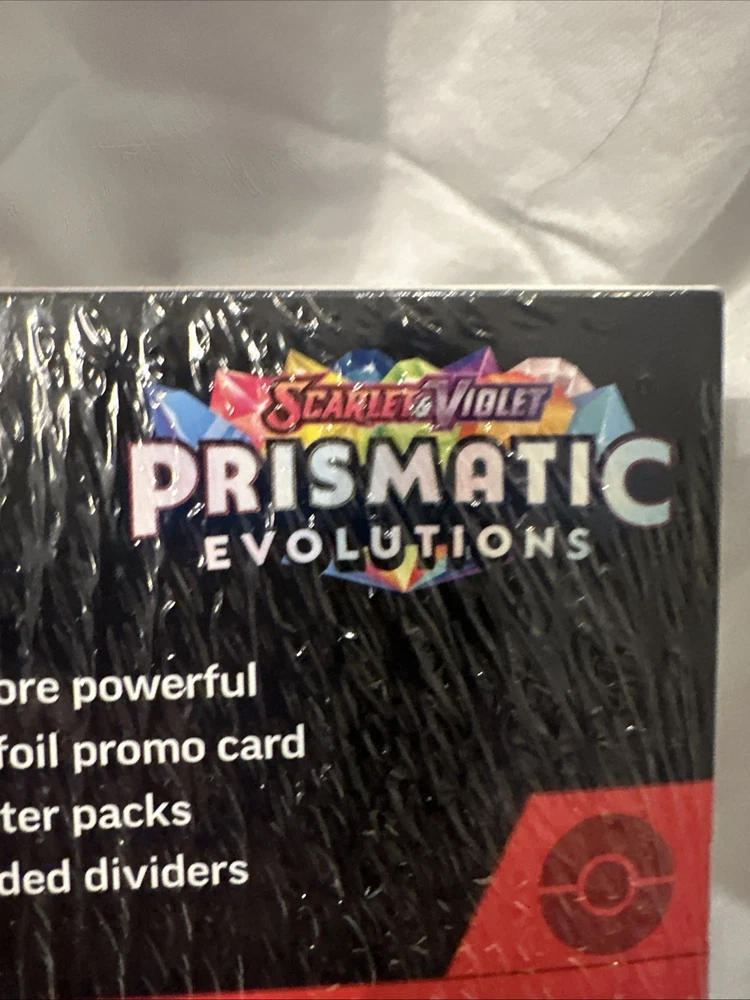 SCARLET & VIOLET
PRISMATIC
EVOLUTIONS
ore powerful
foil promo card
ter packs
ded dividers